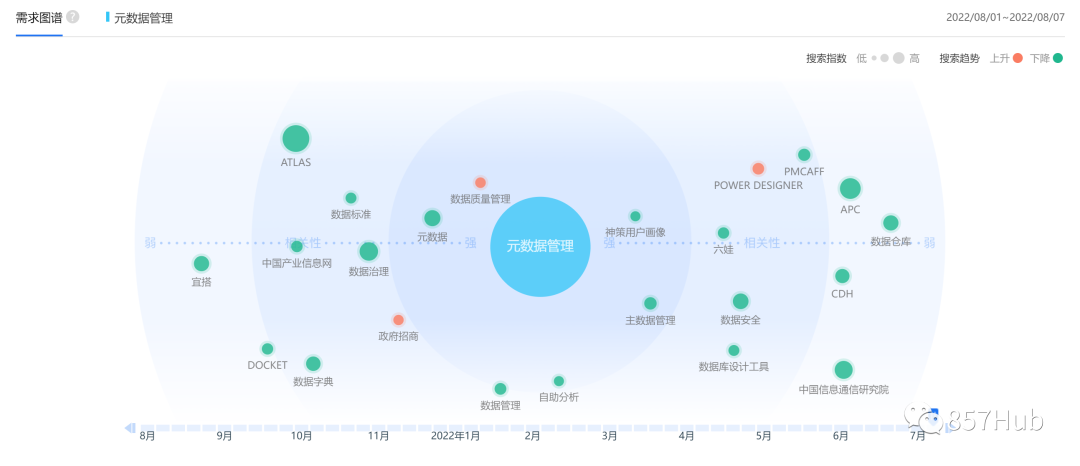 需求图谱 ? 元数据管理 2022/08/01~2022/08/07
搜索指数 低 高 搜索趋势 上升 下降
ATLAS
PMCAFF
数据质量管理
POWER DESIGNER
数据标准
APC
元数据
神策用户画像
六娃
数据仓库
弱 相关性 强 元数据管理 强 相关性 弱
中国产业信息网
数据治理
宜搭
CDH
政府招商
主数据管理
数据安全
DOCKET
数据字典
数据库设计工具
中国信息通信研究院
数据管理
自助分析
857Hub
8月 9月 10月 11月 2022年1月 2月 3月 4月 5月 6月 7月